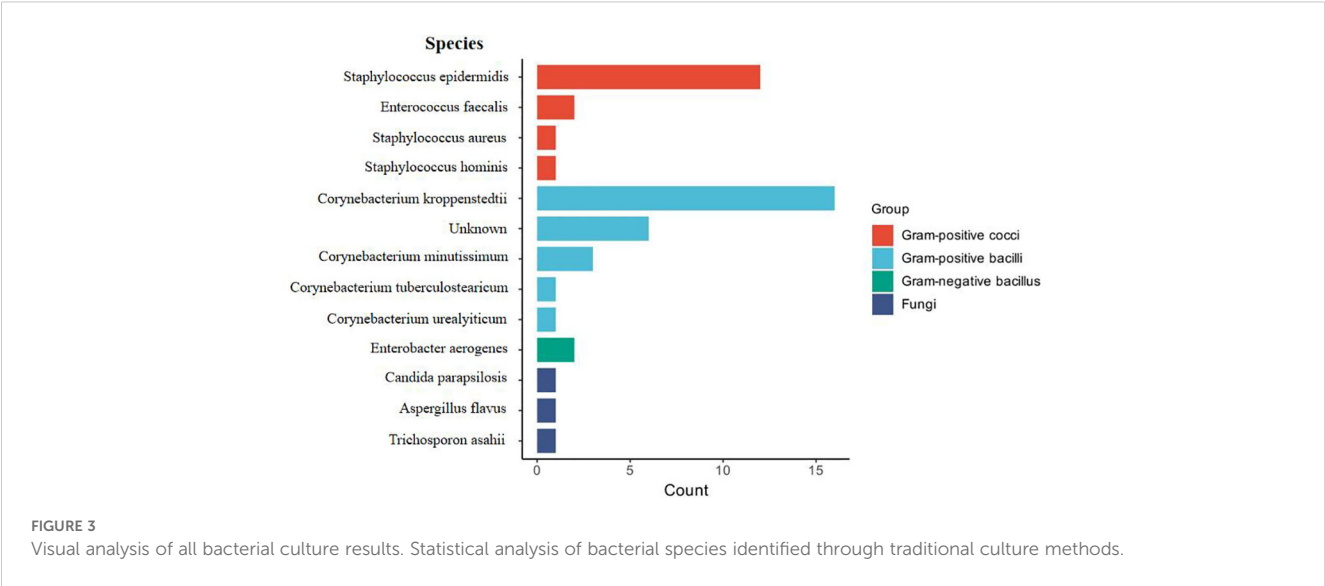 Species
Staphylococcus epidermidis
Enterococcus faecalis
Staphylococcus aureus
Staphylococcus hominis
Corynebacterium kroppenstedtii
Unknown
Corynebacterium minutissimum
Corynebacterium tuberculostearicum
Corynebacterium urealyiticum
Enterobacter aerogenes
Candida parapsilosis
Aspergillus flavus
Trichosporon asahii
0 5 10 15
Count
Group
Gram-positive cocci
Gram-positive bacilli
Gram-negative bacillus
Fungi
FIGURE 3
Visual analysis of all bacterial culture results. Statistical analysis of bacterial species identified through traditional culture methods.